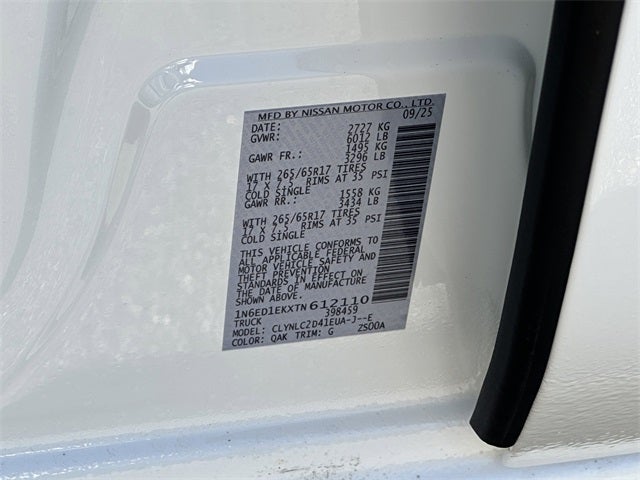 MFD BY NISSAN MOTOR CO., LTD.
DATE: 09/25
GVWR: 2727 KG
6012 LB
GAWR FR.: 1495 KG
3296 LB
WITH 265/65R17 TIRES
17 X 7.5 RIMS AT 35 PSI
COLD SINGLE
GAWR RR.: 1558 KG
3434 LB
WITH 265/65R17 TIRES
17 X 7.5 RIMS AT 35 PSI
COLD SINGLE
THIS VEHICLE CONFORMS TO
ALL APPLICABLE FEDERAL
MOTOR VEHICLE SAFETY AND
THEFT PREVENTION
STANDARDS IN EFFECT ON
THE DATE OF MANUFACTURE
SHOWN ABOVE.
1N6ED1EKXTN612110
TRUCK 398459
MODEL: CLYNLC2D41EUA-J--E
COLOR: QAK TRIM: G ZS00A